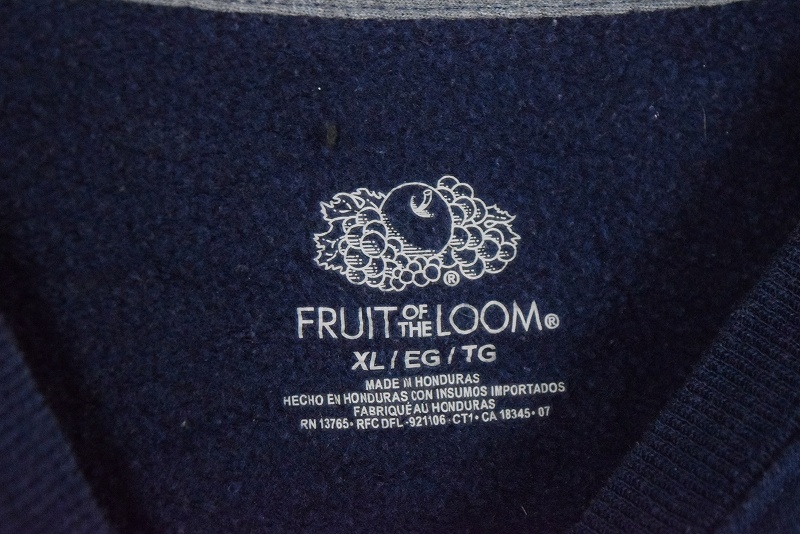 FRUIT OF THE LOOM®
XL / EG / TG
MADE IN HONDURAS
HECHO EN HONDURAS CON INSUMOS IMPORTADOS
FABRIQUÉ AU HONDURAS
RN 13765 • RFC DFL -921106 • CT1 • CA 18345 • 07